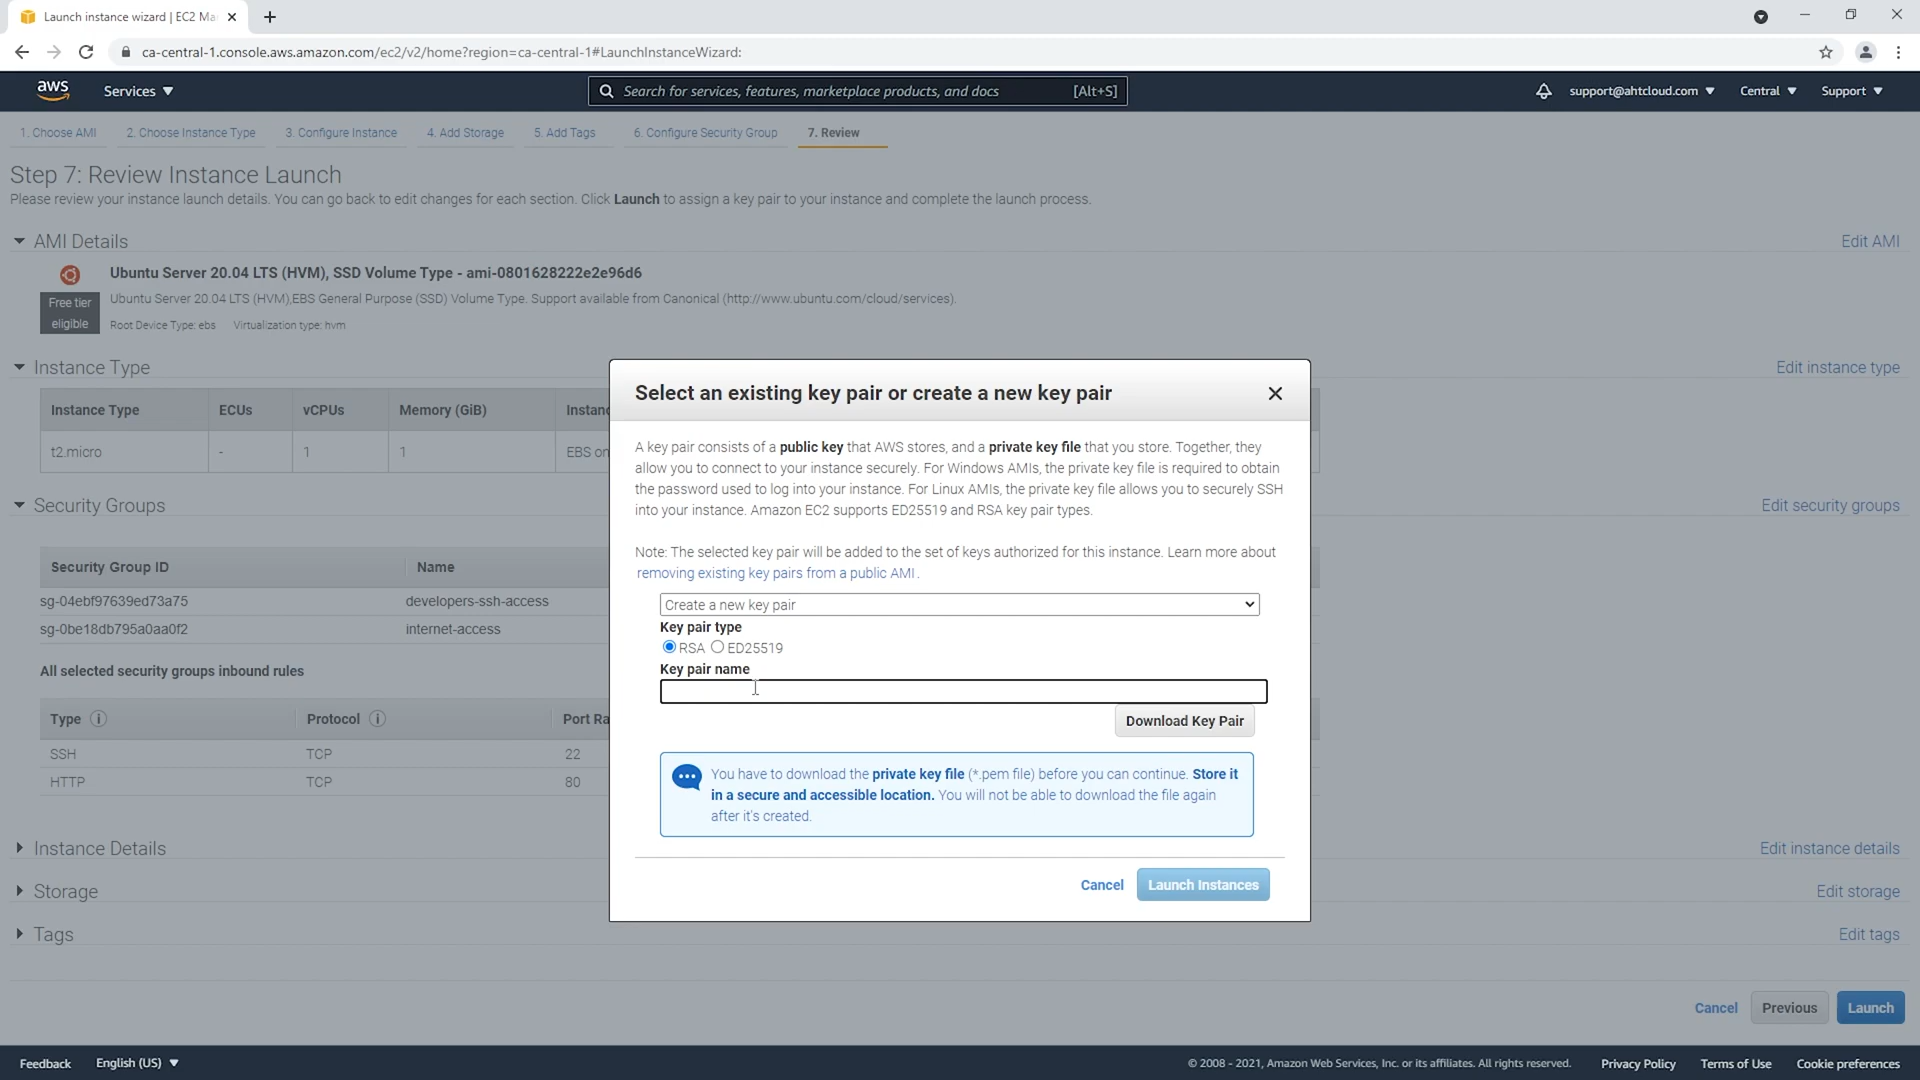 Launch instance wizard | EC2 Ma
ca-central-1.console.aws.amazon.com/ec2/v2/home?region=ca-central-1#LaunchInstanceWizard:
aws
Services
Search for services, features, marketplace products, and docs
[Alt+S]
support@ahtcloud.com
Central
Support
1. Choose AMI
2. Choose Instance Type
3. Configure Instance
4. Add Storage
5. Add Tags
6. Configure Security Group
7. Review
Step 7: Review Instance Launch
Please review your instance launch details. You can go back to edit changes for each section. Click Launch to assign a key pair to your instance and complete the launch process.
AMI Details
Edit AMI
Ubuntu Server 20.04 LTS (HVM), SSD Volume Type - ami-0801628222e2e96d6
Free tier
eligible
Ubuntu Server 20.04 LTS (HVM),EBS General Purpose (SSD) Volume Type. Support available from Canonical (http://www.ubuntu.com/cloud/services).
Root Device Type: ebs Virtualization type: hvm
Instance Type
Edit instance type
Instance Type
ECUs
vCPUs
Memory (GiB)
Instanc
t2.micro
-
1
1
EBS on
Security Groups
Edit security groups
Security Group ID
Name
sg-04ebf97639ed73a75
developers-ssh-access
sg-0be18db795a0aa0f2
internet-access
All selected security groups inbound rules
Type
Protocol
Port Ra
SSH
TCP
22
HTTP
TCP
80
Instance Details
Edit instance details
Storage
Edit storage
Tags
Edit tags
Select an existing key pair or create a new key pair
A key pair consists of a public key that AWS stores, and a private key file that you store. Together, they
allow you to connect to your instance securely. For Windows AMIs, the private key file is required to obtain
the password used to log into your instance. For Linux AMIs, the private key file allows you to securely SSH
into your instance. Amazon EC2 supports ED25519 and RSA key pair types.
Note: The selected key pair will be added to the set of keys authorized for this instance. Learn more about
removing existing key pairs from a public AMI.
Create a new key pair
Key pair type
RSA ED25519
Key pair name
Download Key Pair
You have to download the private key file (*.pem file) before you can continue. Store it
in a secure and accessible location. You will not be able to download the file again
after it's created.
Cancel
Launch Instances
Cancel
Previous
Launch
Feedback
English (US)
© 2008 - 2021, Amazon Web Services, Inc. or its affiliates. All rights reserved.
Privacy Policy
Terms of Use
Cookie preferences